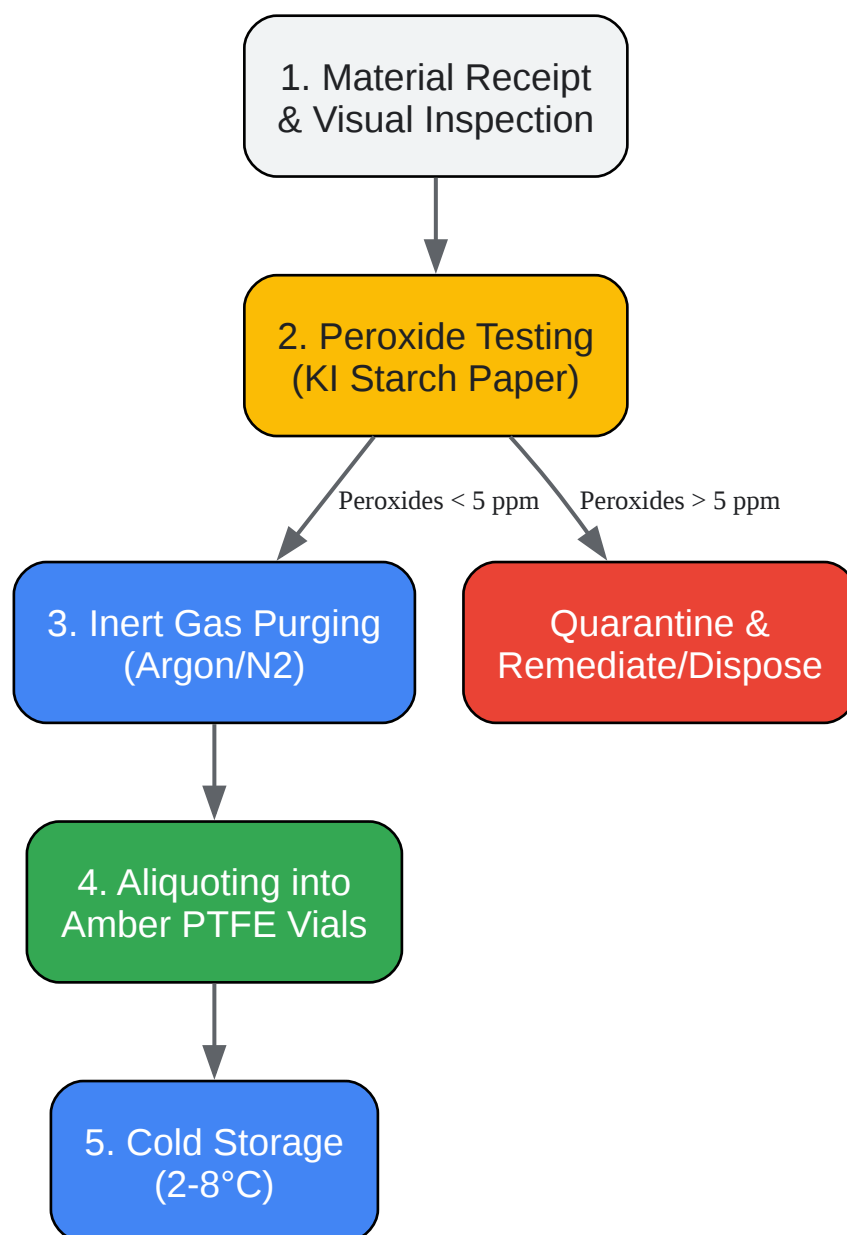 1. Material Receipt
& Visual Inspection
2. Peroxide Testing
(KI Starch Paper)
Peroxides < 5 ppm
Peroxides > 5 ppm
3. Inert Gas Purging
(Argon/N2)
Quarantine &
Remediate/Dispose
4. Aliquoting into
Amber PTFE Vials
5. Cold Storage
(2-8°C)